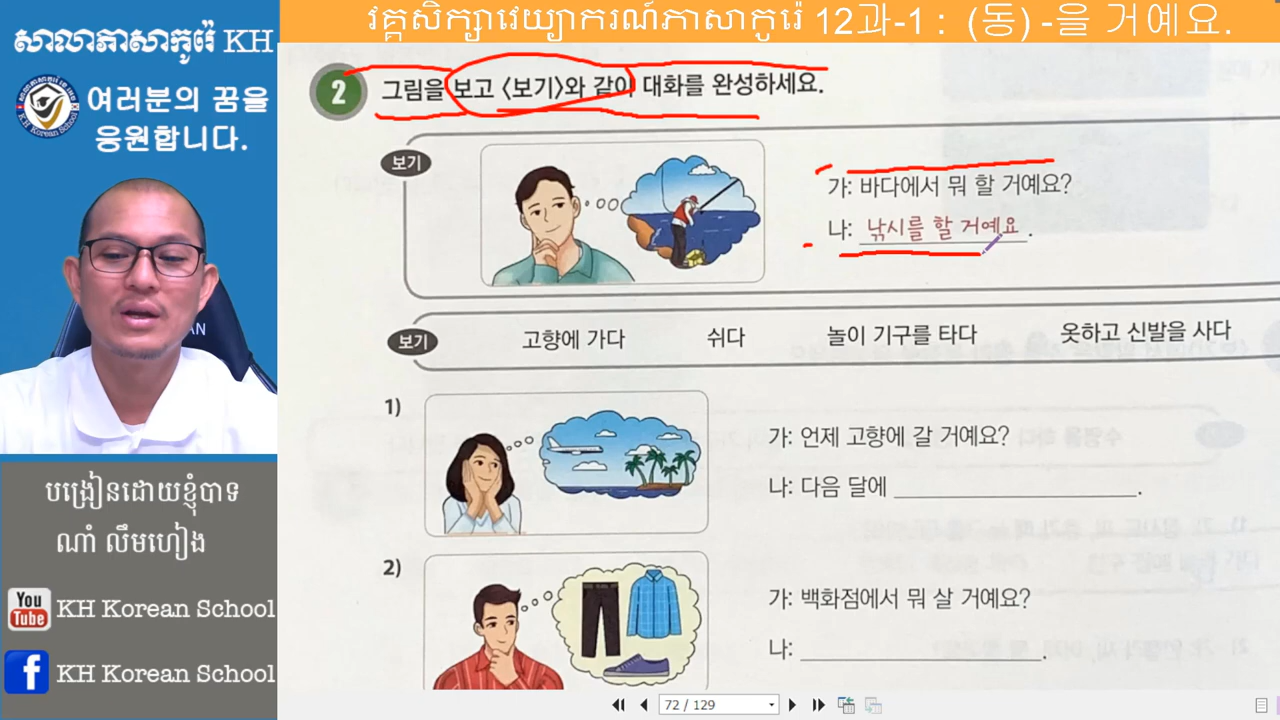 វគ្គសិក្សាវេយ្យាករណ៍ភាសាកូរ៉េ 12과-1 : (동) -을 거예요.
សាលាភាសាកូរ៉េ KH
여러분의 꿈을
응원합니다.
2 그림을 보고 〈보기〉와 같이 대화를 완성하세요.
보기
가: 바다에서 뭐 할 거예요?
나: 낚시를 할 거예요.
보기 고향에 가다 쉬다 놀이 기구를 타다 옷하고 신발을 사다
1)
가: 언제 고향에 갈 거예요?
나: 다음 달에 .
2)
가: 백화점에서 뭐 살 거예요?
나: .
បង្រៀនដោយខ្ញុំបាទ
ណាំ លឹមហៀង
You Tube KH Korean School
f KH Korean School
72 / 129